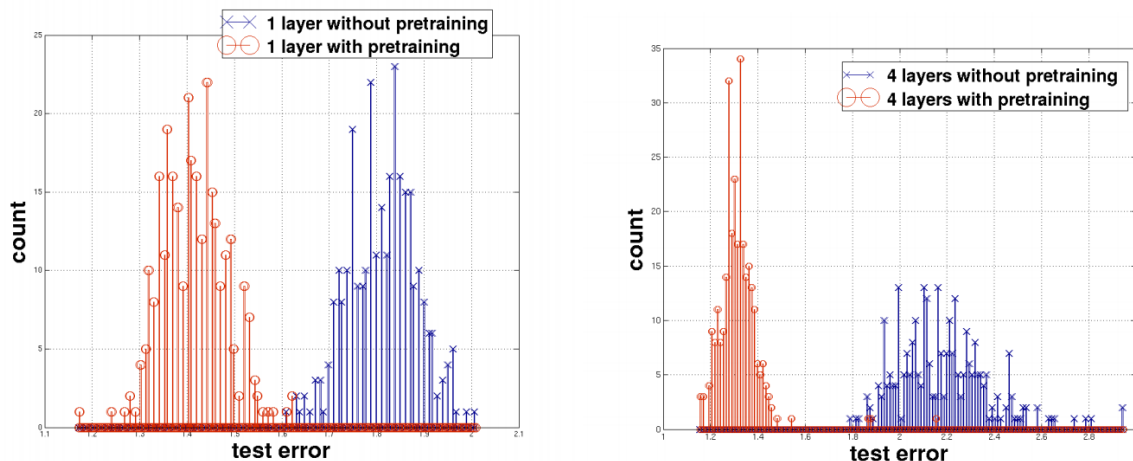 1 layer without pretraining
1 layer with pretraining
25
20
15
10
5
0
count
1.1 1.2 1.3 1.4 1.5 1.6 1.7 1.8 1.9 2 2.1
test error
4 layers without pretraining
4 layers with pretraining
35
30
25
20
15
10
5
0
count
1 1.2 1.4 1.6 1.8 2 2.2 2.4 2.6 2.8
test error